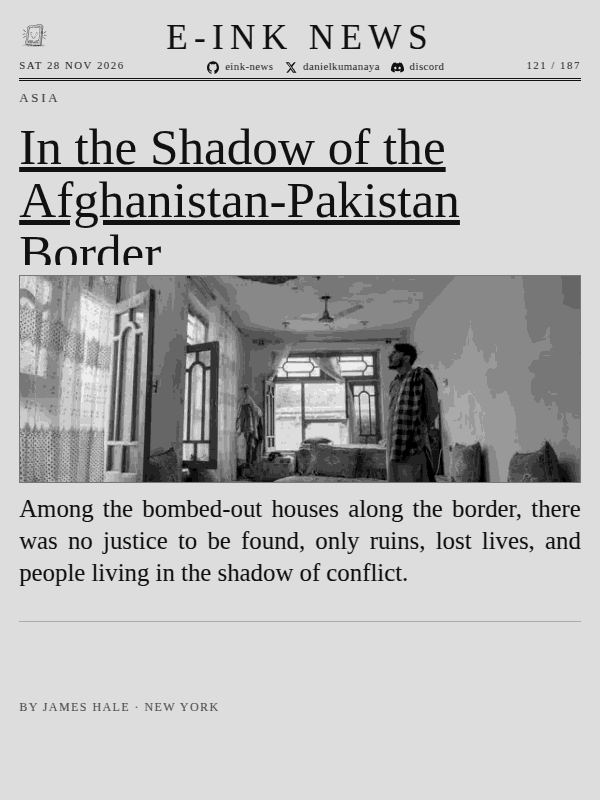 E-INK NEWS
SAT 28 NOV 2026
eink-news
danielkumanaya
discord
121 / 187
ASIA
In the Shadow of the
Afghanistan-Pakistan
Border
Among the bombed-out houses along the border, there
was no justice to be found, only ruins, lost lives, and
people living in the shadow of conflict.
BY JAMES HALE · NEW YORK